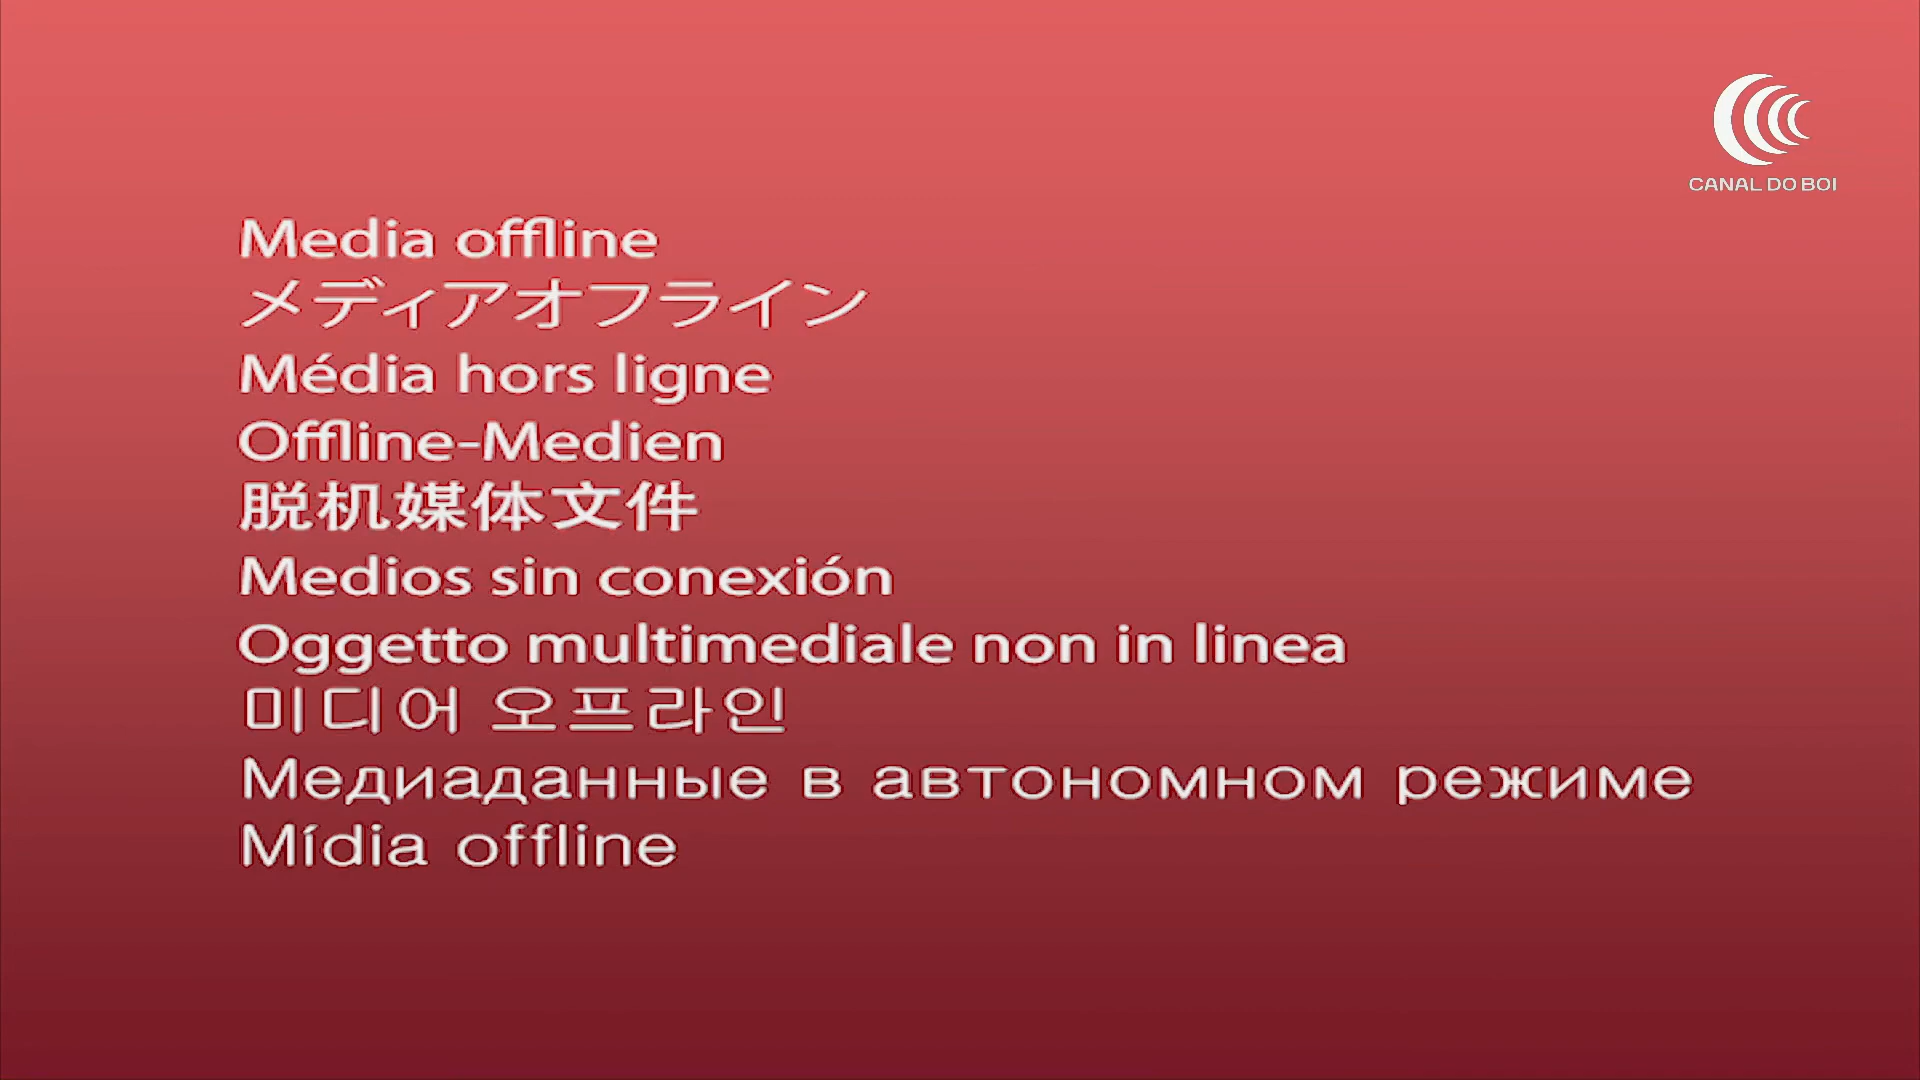 CANAL DO BOI
Media offline
メディアオフライン
Média hors ligne
Offline-Medien
脱机媒体文件
Medios sin conexión
Oggetto multimediale non in linea
미디어 오프라인
Медиаданные в автономном режиме
Mídia offline